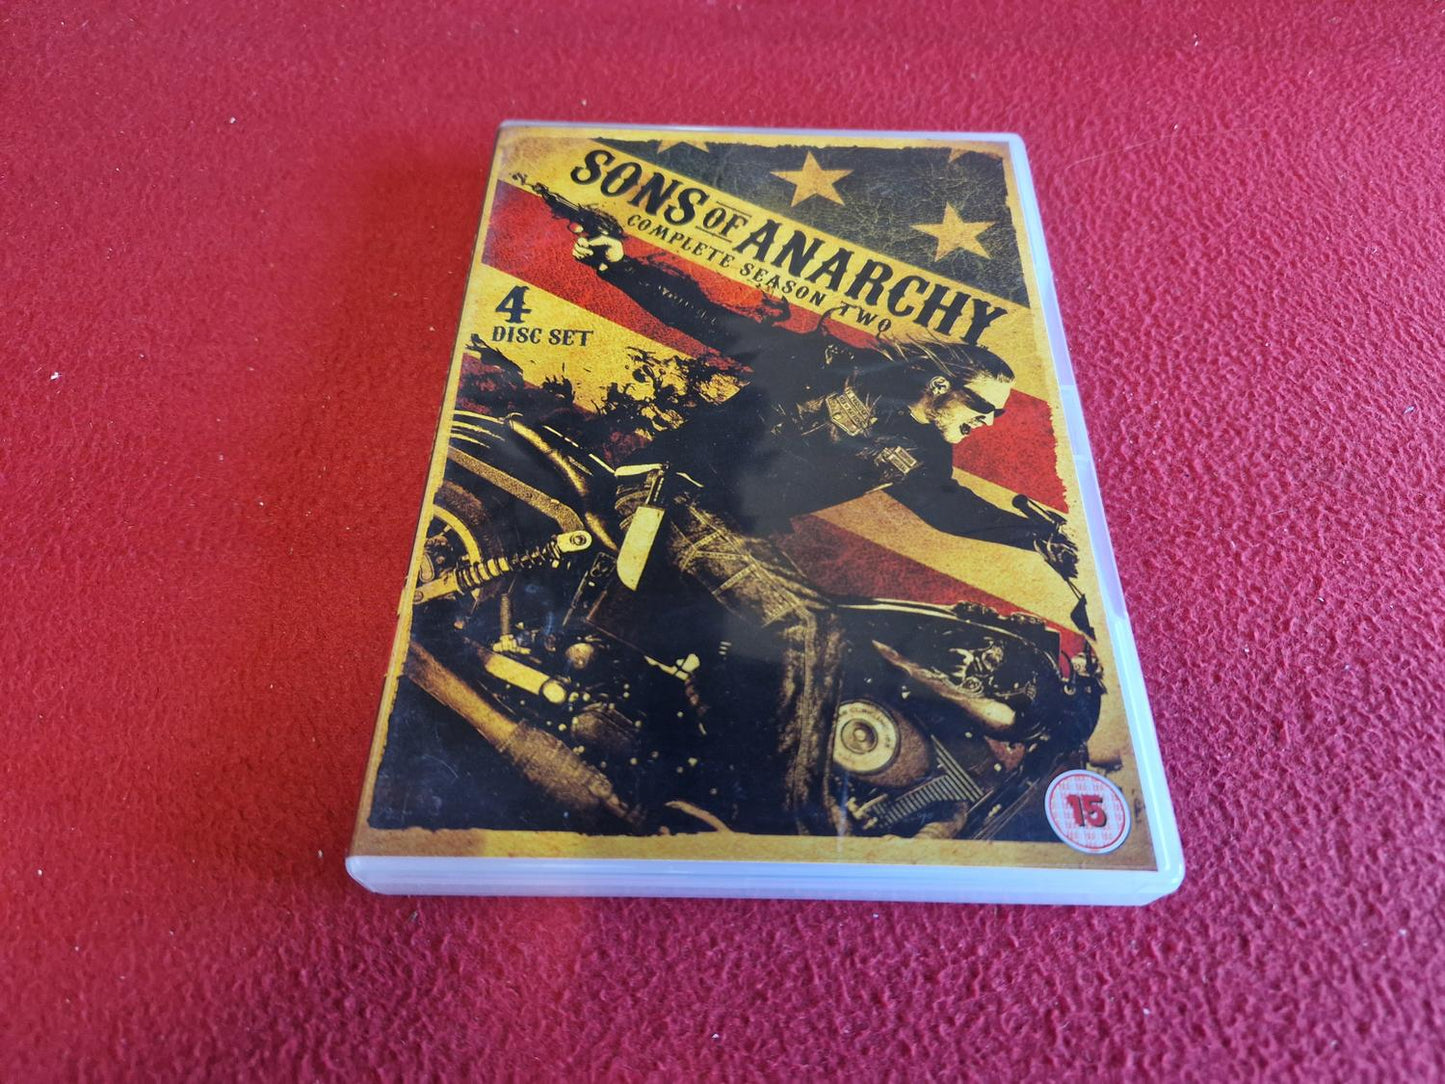 SONS OF ANARCHY
COMPLETE SEASON TWO
4
DISC SET
15